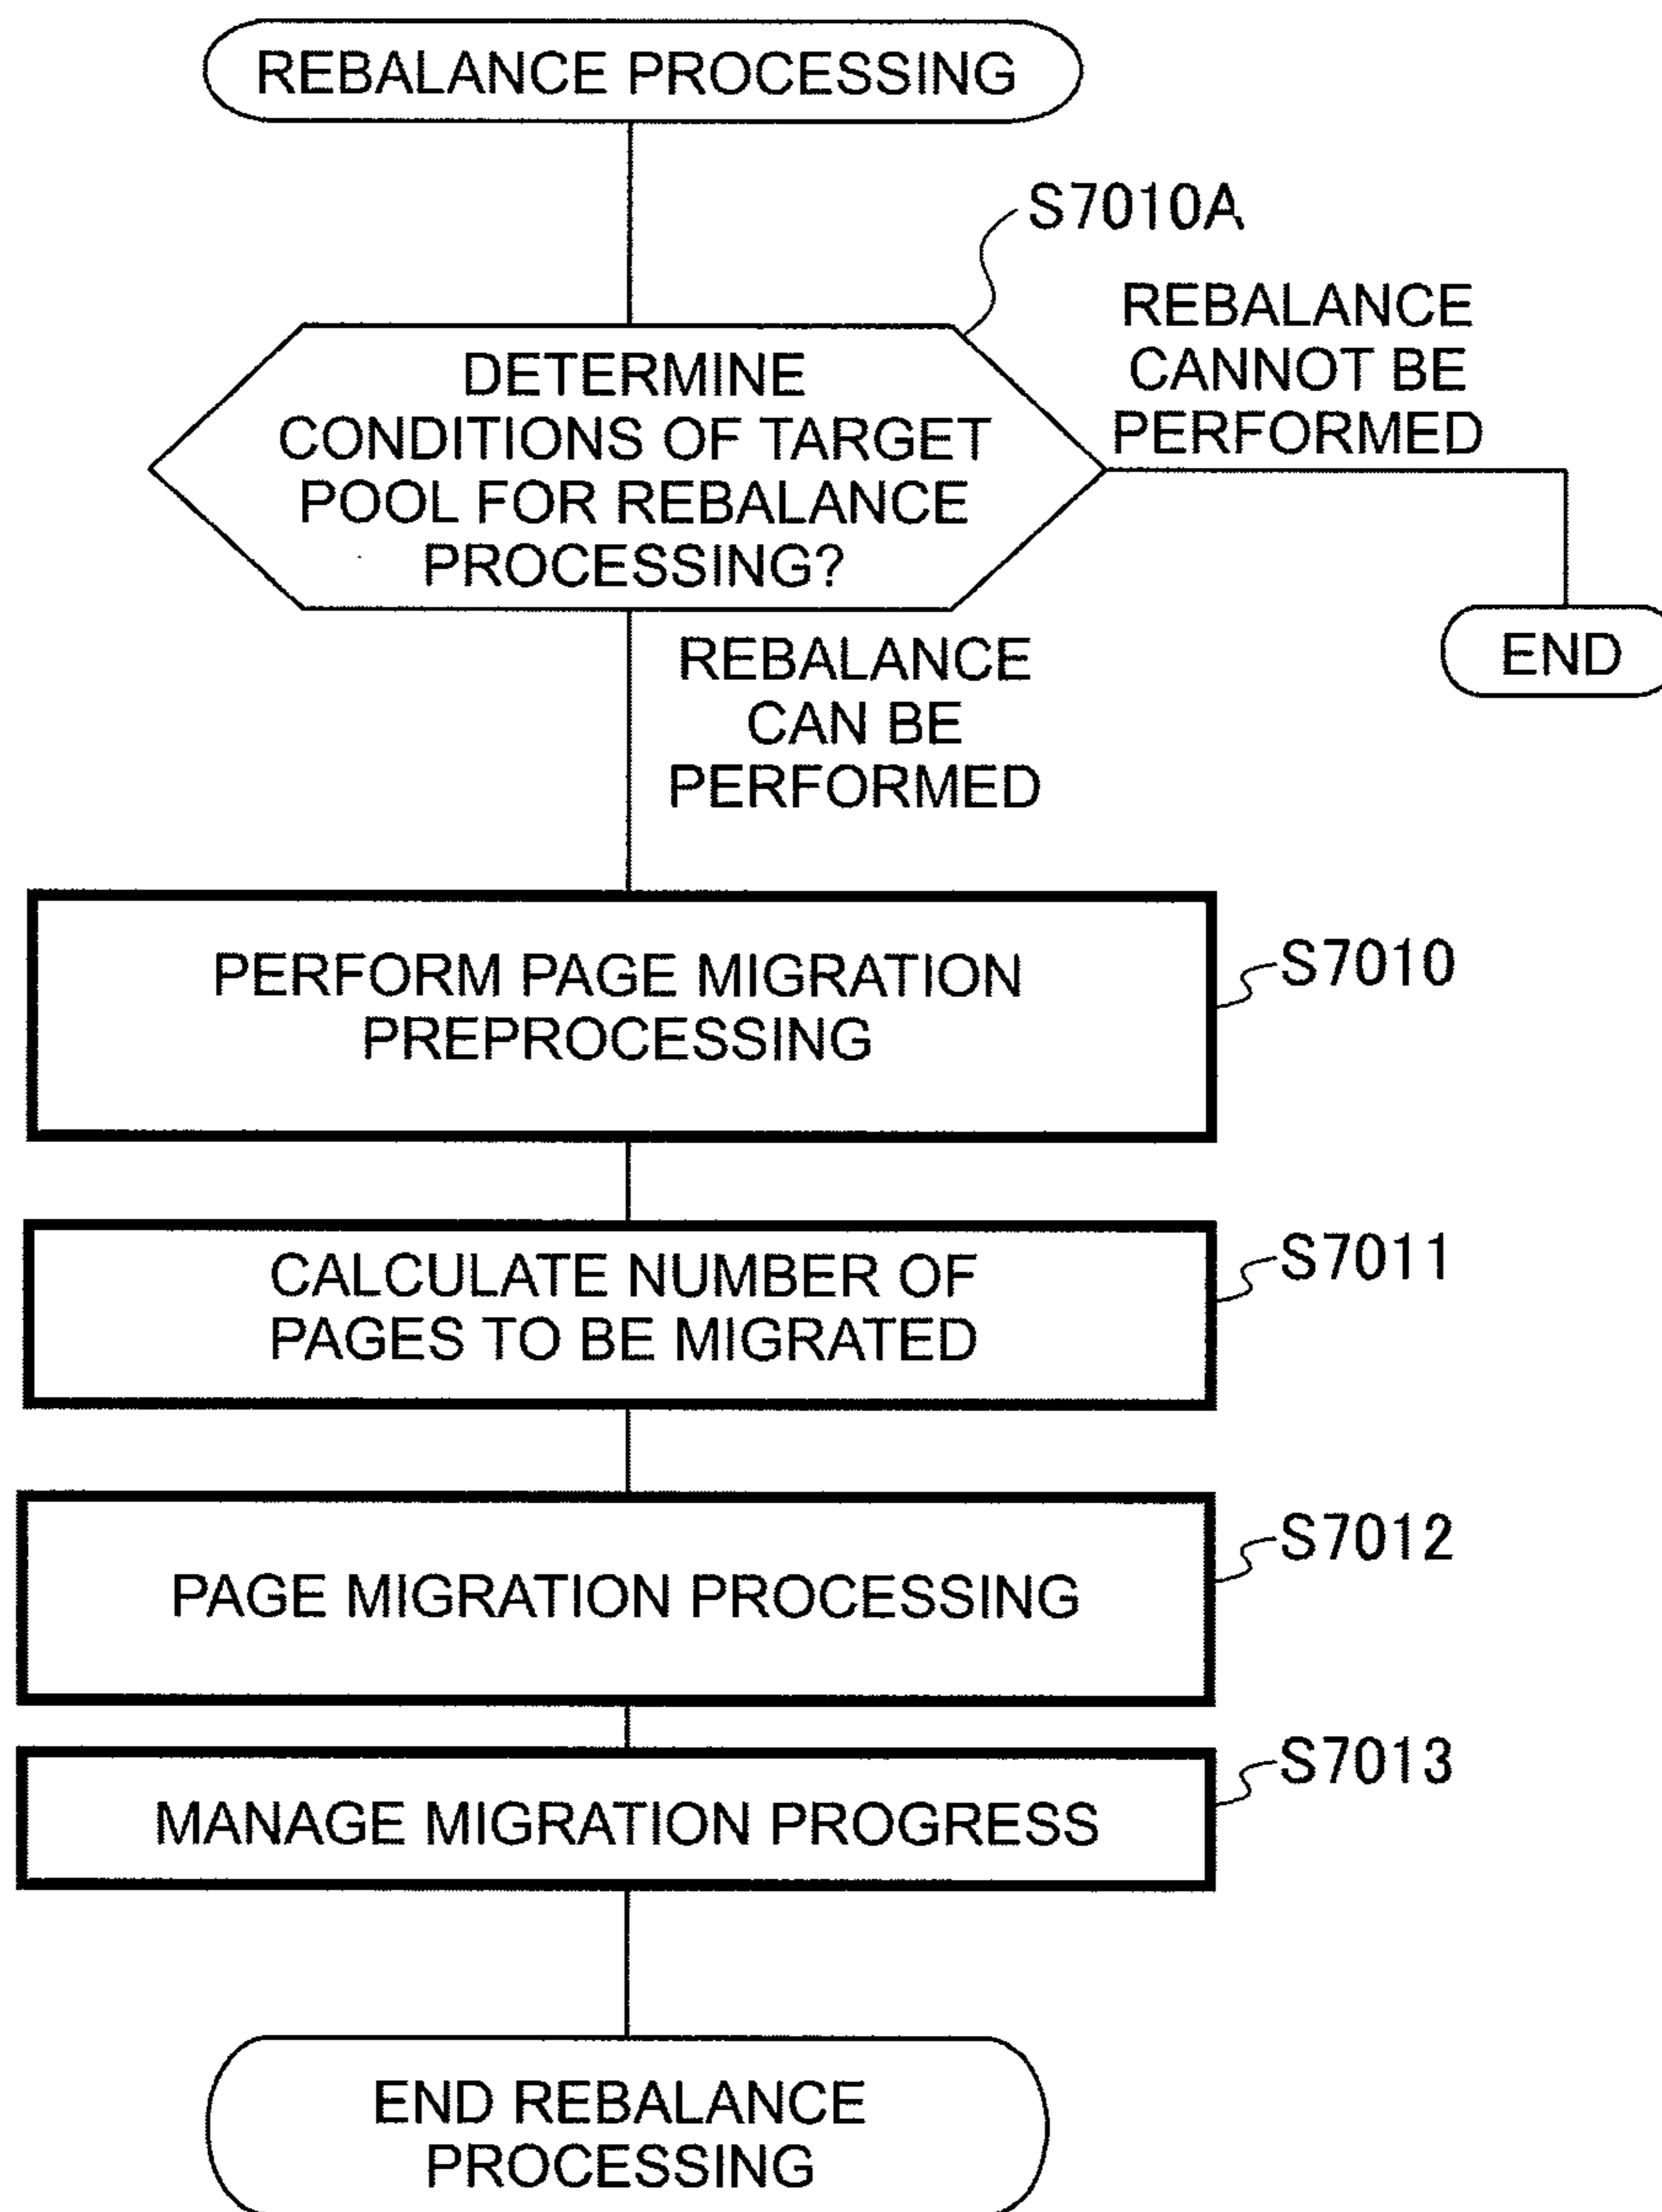 REBALANCE PROCESSING
S7010A
REBALANCE
CANNOT BE
PERFORMED
DETERMINE
CONDITIONS OF TARGET
POOL FOR REBALANCE
PROCESSING?
END
REBALANCE
CAN BE
PERFORMED
PERFORM PAGE MIGRATION
PREPROCESSING
S7010
CALCULATE NUMBER OF
PAGES TO BE MIGRATED
S7011
PAGE MIGRATION PROCESSING
S7012
MANAGE MIGRATION PROGRESS
S7013
END REBALANCE
PROCESSING